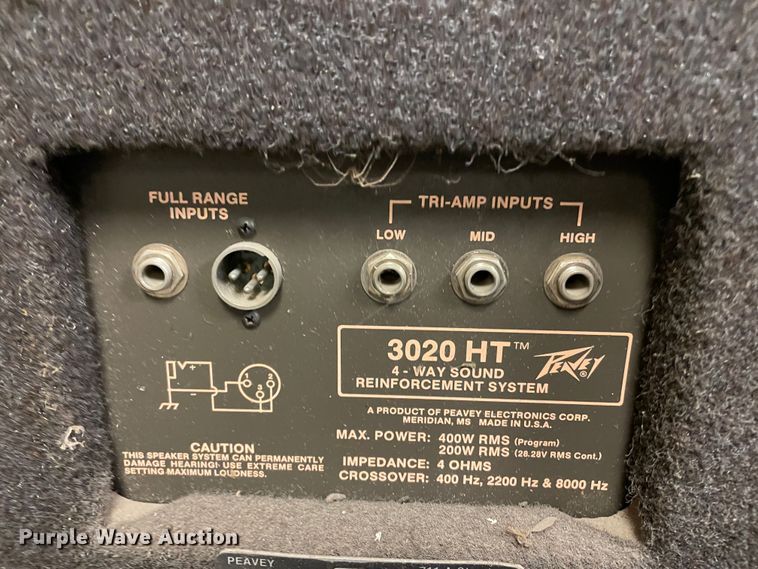 FULL RANGE
INPUTS
TRI-AMP INPUTS
LOW MID HIGH
3020 HT™
PEAVEY®
4 - WAY SOUND
REINFORCEMENT SYSTEM
A PRODUCT OF PEAVEY ELECTRONICS CORP.
MERIDIAN, MS MADE IN U.S.A.
MAX. POWER: 400W RMS (Program)
200W RMS (28.28V RMS Cont.)
IMPEDANCE: 4 OHMS
CROSSOVER: 400 Hz, 2200 Hz & 8000 Hz
+
1 2
3
CAUTION
THIS SPEAKER SYSTEM CAN PERMANENTLY
DAMAGE HEARING! USE EXTREME CARE
SETTING MAXIMUM LOUDNESS.
Purple Wave Auction
PEAVEY